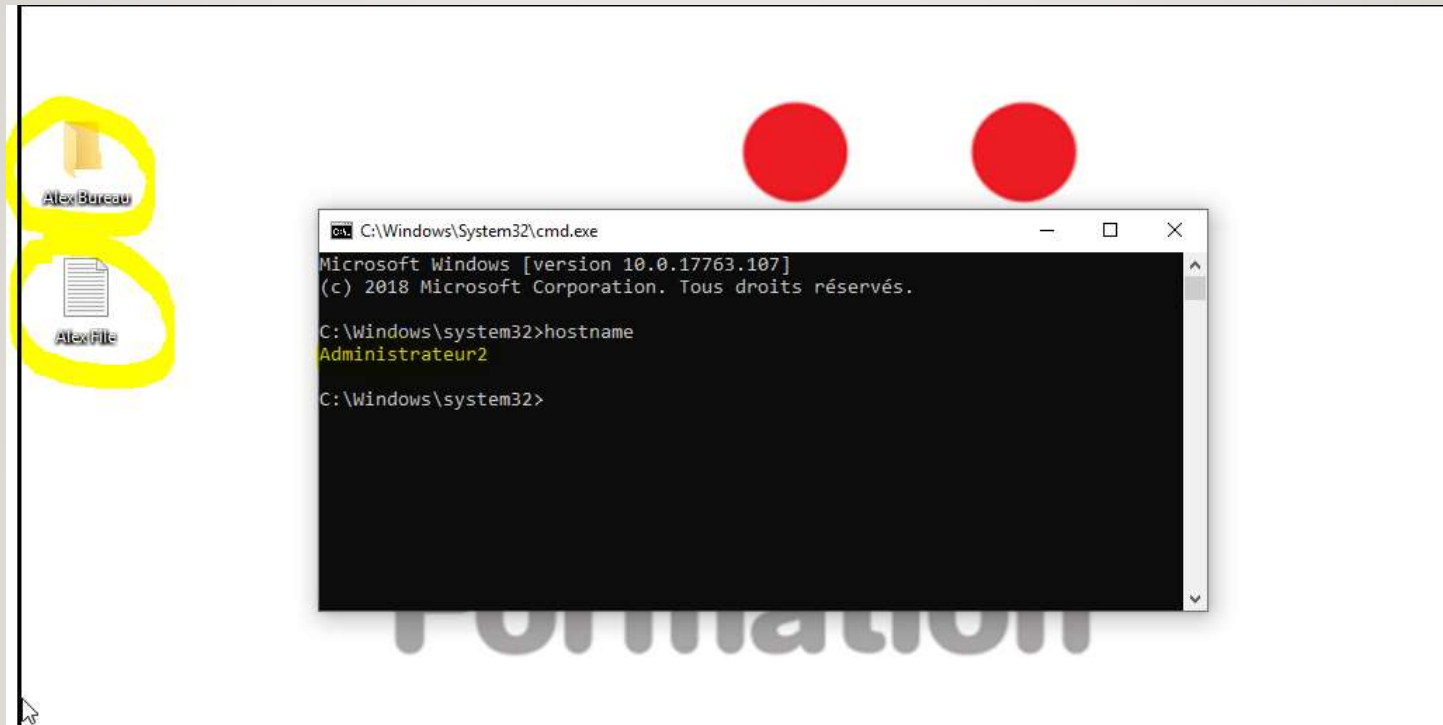 Alex Bureau
Alex File
C:\Windows\System32\cmd.exe
Microsoft Windows [version 10.0.17763.107]
(c) 2018 Microsoft Corporation. Tous droits réservés.
C:\Windows\system32>hostname
Administrateur2
C:\Windows\system32>
Formation